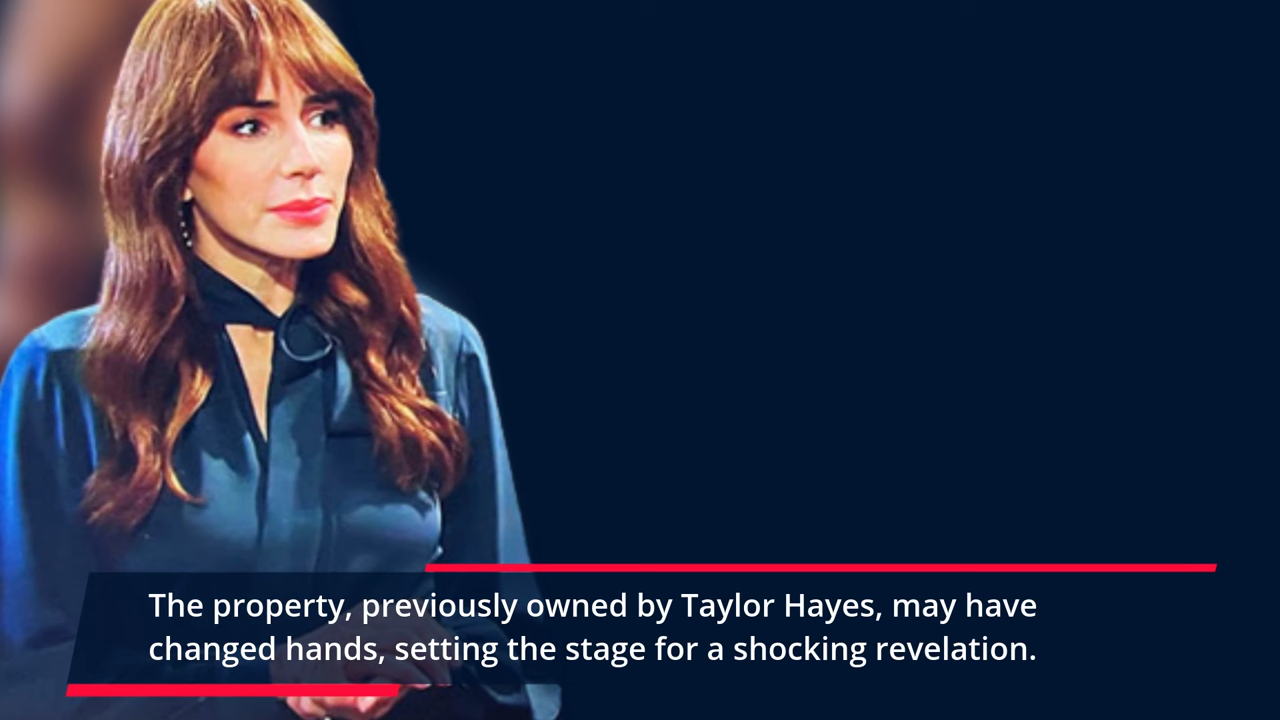 The property, previously owned by Taylor Hayes, may have
changed hands, setting the stage for a shocking revelation.